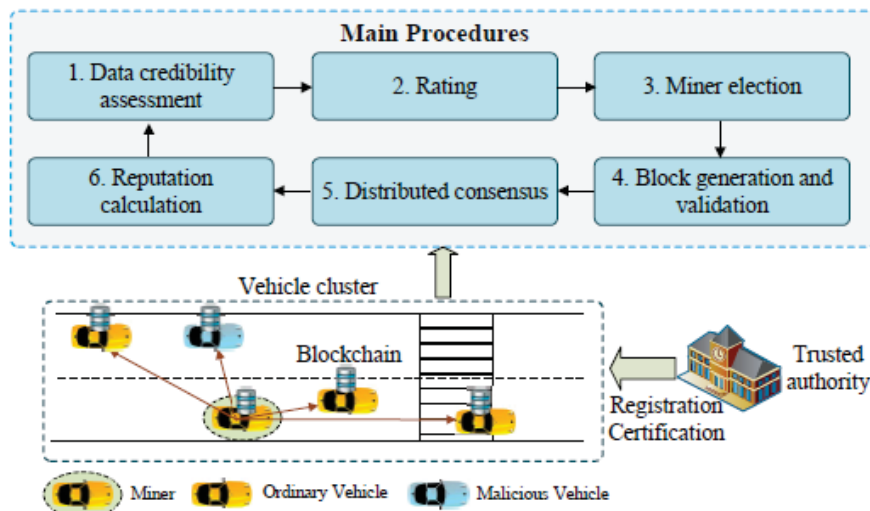 Main Procedures
1. Data credibility
assessment
2. Rating
3. Miner election
6. Reputation
calculation
5. Distributed consensus
4. Block generation and
validation
Vehicle cluster
Blockchain
Trusted
authority
Registration
Certification
Miner
Ordinary Vehicle
Malicious Vehicle